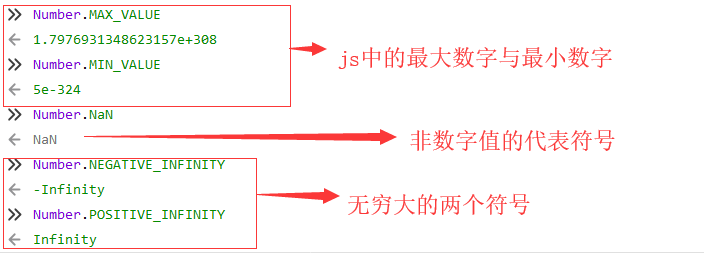 >> Number.MAX_VALUE
← 1.7976931348623157e+308
>> Number.MIN_VALUE
← 5e-324
js中的最大数字与最小数字
>> Number.NaN
← NaN
非数字值的代表符号
>> Number.NEGATIVE_INFINITY
← -Infinity
>> Number.POSITIVE_INFINITY
← Infinity
无穷大的两个符号